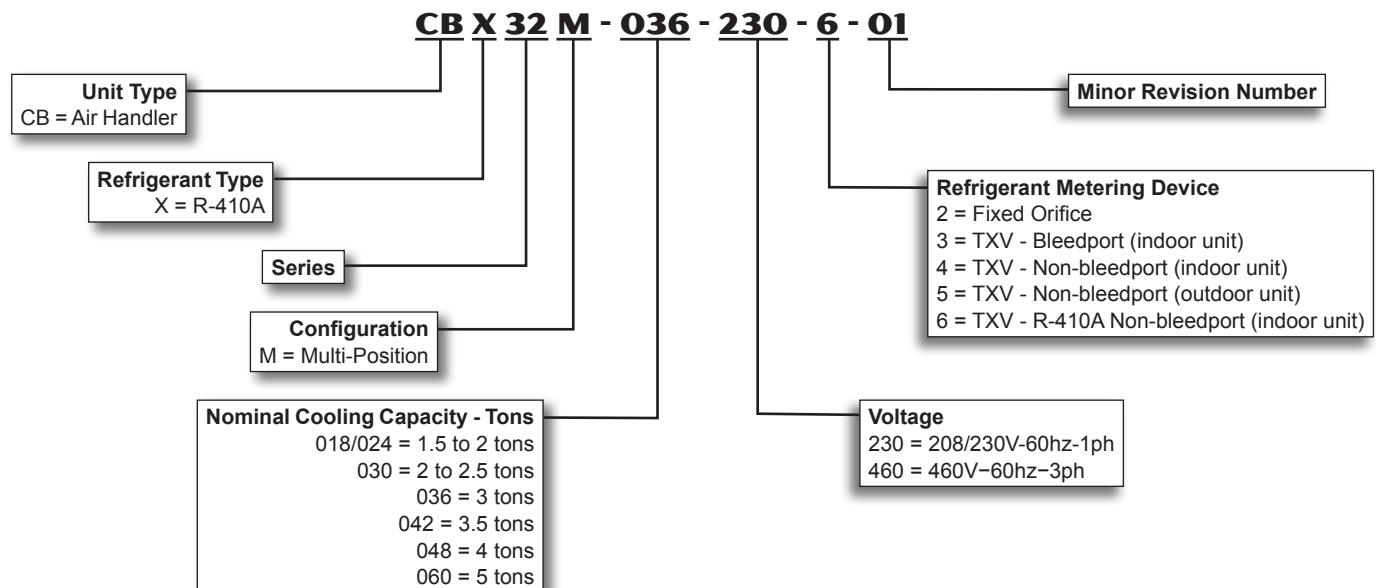 CB X 32 M - 036 - 230 - 6 - 01
Unit Type
CB = Air Handler
Refrigerant Type
X = R-410A
Series
Configuration
M = Multi-Position
Nominal Cooling Capacity - Tons
018/024 = 1.5 to 2 tons
030 = 2 to 2.5 tons
036 = 3 tons
042 = 3.5 tons
048 = 4 tons
060 = 5 tons
Minor Revision Number
Refrigerant Metering Device
2 = Fixed Orifice
3 = TXV - Bleedport (indoor unit)
4 = TXV - Non-bleedport (indoor unit)
5 = TXV - Non-bleedport (outdoor unit)
6 = TXV - R-410A Non-bleedport (indoor unit)
Voltage
230 = 208/230V-60hz-1ph
460 = 460V−60hz−3ph